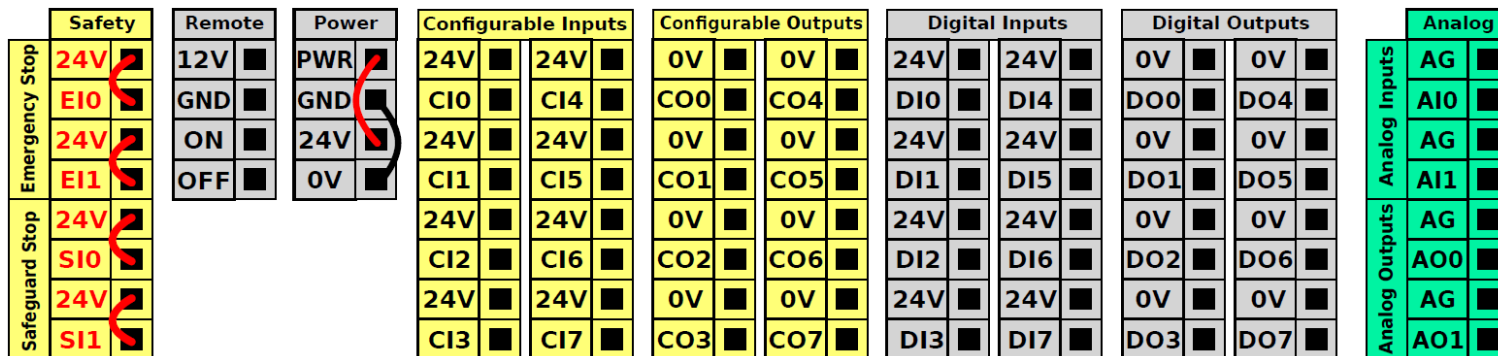 Safety Remote Power Configurable Inputs Configurable Outputs Digital Inputs Digital Outputs Analog
Emergency Stop
Safeguard Stop
Analog Inputs
Analog Outputs
24V 12V PWR 24V 24V 0V 0V 24V 24V 0V 0V AG
EI0 GND GND CI0 CI4 CO0 CO4 DI0 DI4 DO0 DO4 AI0
24V ON 24V 24V 24V 0V 0V 24V 24V 0V 0V AG
EI1 OFF 0V CI1 CI5 CO1 CO5 DI1 DI5 DO1 DO5 AI1
24V 24V 24V 0V 0V 24V 24V 0V 0V AG
SI0 CI2 CI6 CO2 CO6 DI2 DI6 DO2 DO6 AO0
24V 24V 24V 0V 0V 24V 24V 0V 0V AG
SI1 CI3 CI7 CO3 CO7 DI3 DI7 DO3 DO7 AO1